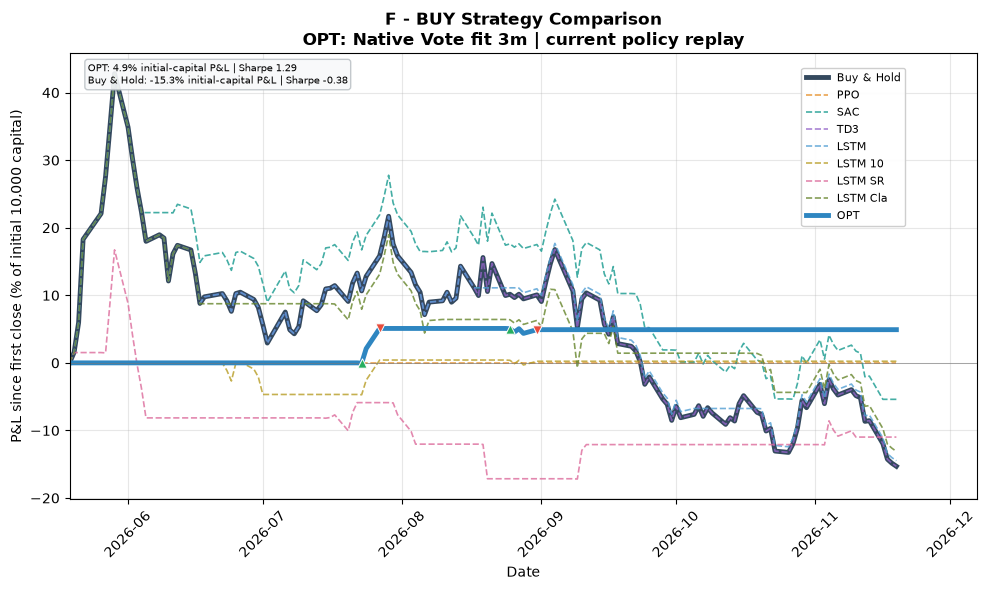 F - BUY Strategy Comparison
OPT: Native Vote fit 3m | current policy replay
OPT: 4.9% initial-capital P&L | Sharpe 1.29
Buy & Hold: -15.3% initial-capital P&L | Sharpe -0.38
Buy & Hold
PPO
SAC
TD3
LSTM
LSTM 10
LSTM SR
LSTM Cla
OPT
P&L since first close (% of initial 10,000 capital)
40
30
20
10
0
−10
−20
2026-06
2026-07
2026-08
2026-09
2026-10
2026-11
2026-12
Date